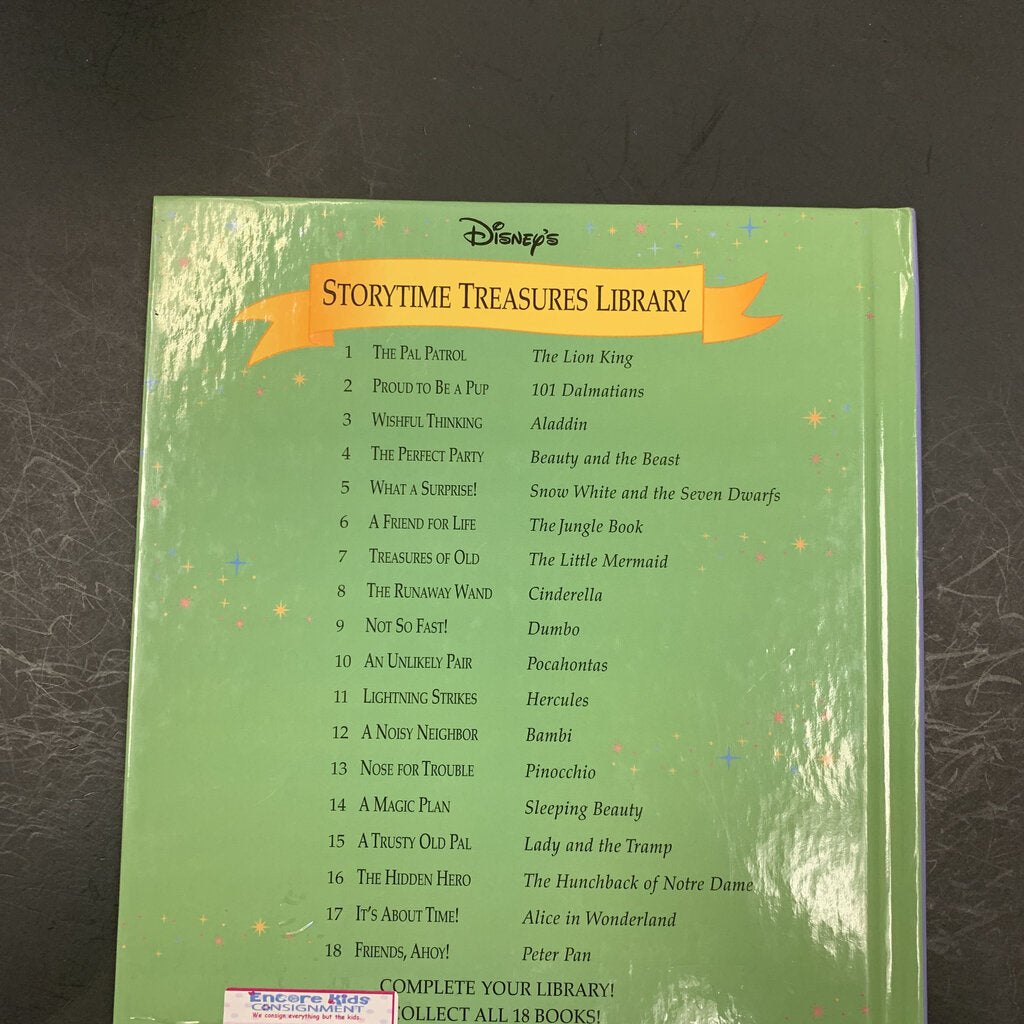 Disney's
Storytime Treasures Library
1 The Pal Patrol The Lion King
2 Proud to Be a Pup 101 Dalmatians
3 Wishful Thinking Aladdin
4 The Perfect Party Beauty and the Beast
5 What a Surprise! Snow White and the Seven Dwarfs
6 A Friend for Life The Jungle Book
7 Treasures of Old The Little Mermaid
8 The Runaway Wand Cinderella
9 Not So Fast! Dumbo
10 An Unlikely Pair Pocahontas
11 Lightning Strikes Hercules
12 A Noisy Neighbor Bambi
13 Nose for Trouble Pinocchio
14 A Magic Plan Sleeping Beauty
15 A Trusty Old Pal Lady and the Tramp
16 The Hidden Hero The Hunchback of Notre Dame
17 It's About Time! Alice in Wonderland
18 Friends, Ahoy! Peter Pan
COMPLETE YOUR LIBRARY!
OLLECT ALL 18 BOOKS!
Encore Kids
CONSIGNMENT
We consign everything but the kids.